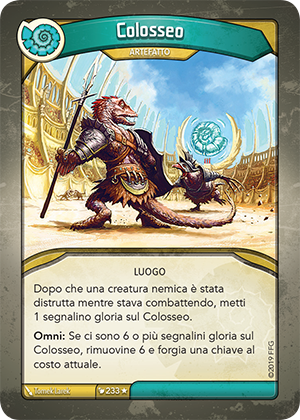 Colosseo
ARTEFATTO
LUOGO
Dopo che una creatura nemica è stata
distrutta mentre stava combattendo, metti
1 segnalino gloria sul Colosseo.
Omni: Se ci sono 6 o più segnalini gloria sul
Colosseo, rimuovine 6 e forgia una chiave al
costo attuale.
©2019 FFG
Tomek Larek
233